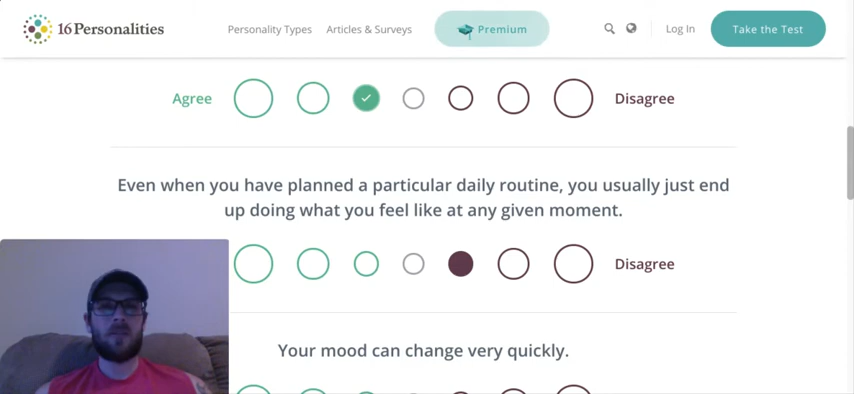 16Personalities
Personality Types
Articles & Surveys
Premium
Log In
Take the Test
Agree
Disagree
Even when you have planned a particular daily routine, you usually just end
up doing what you feel like at any given moment.
Disagree
Your mood can change very quickly.